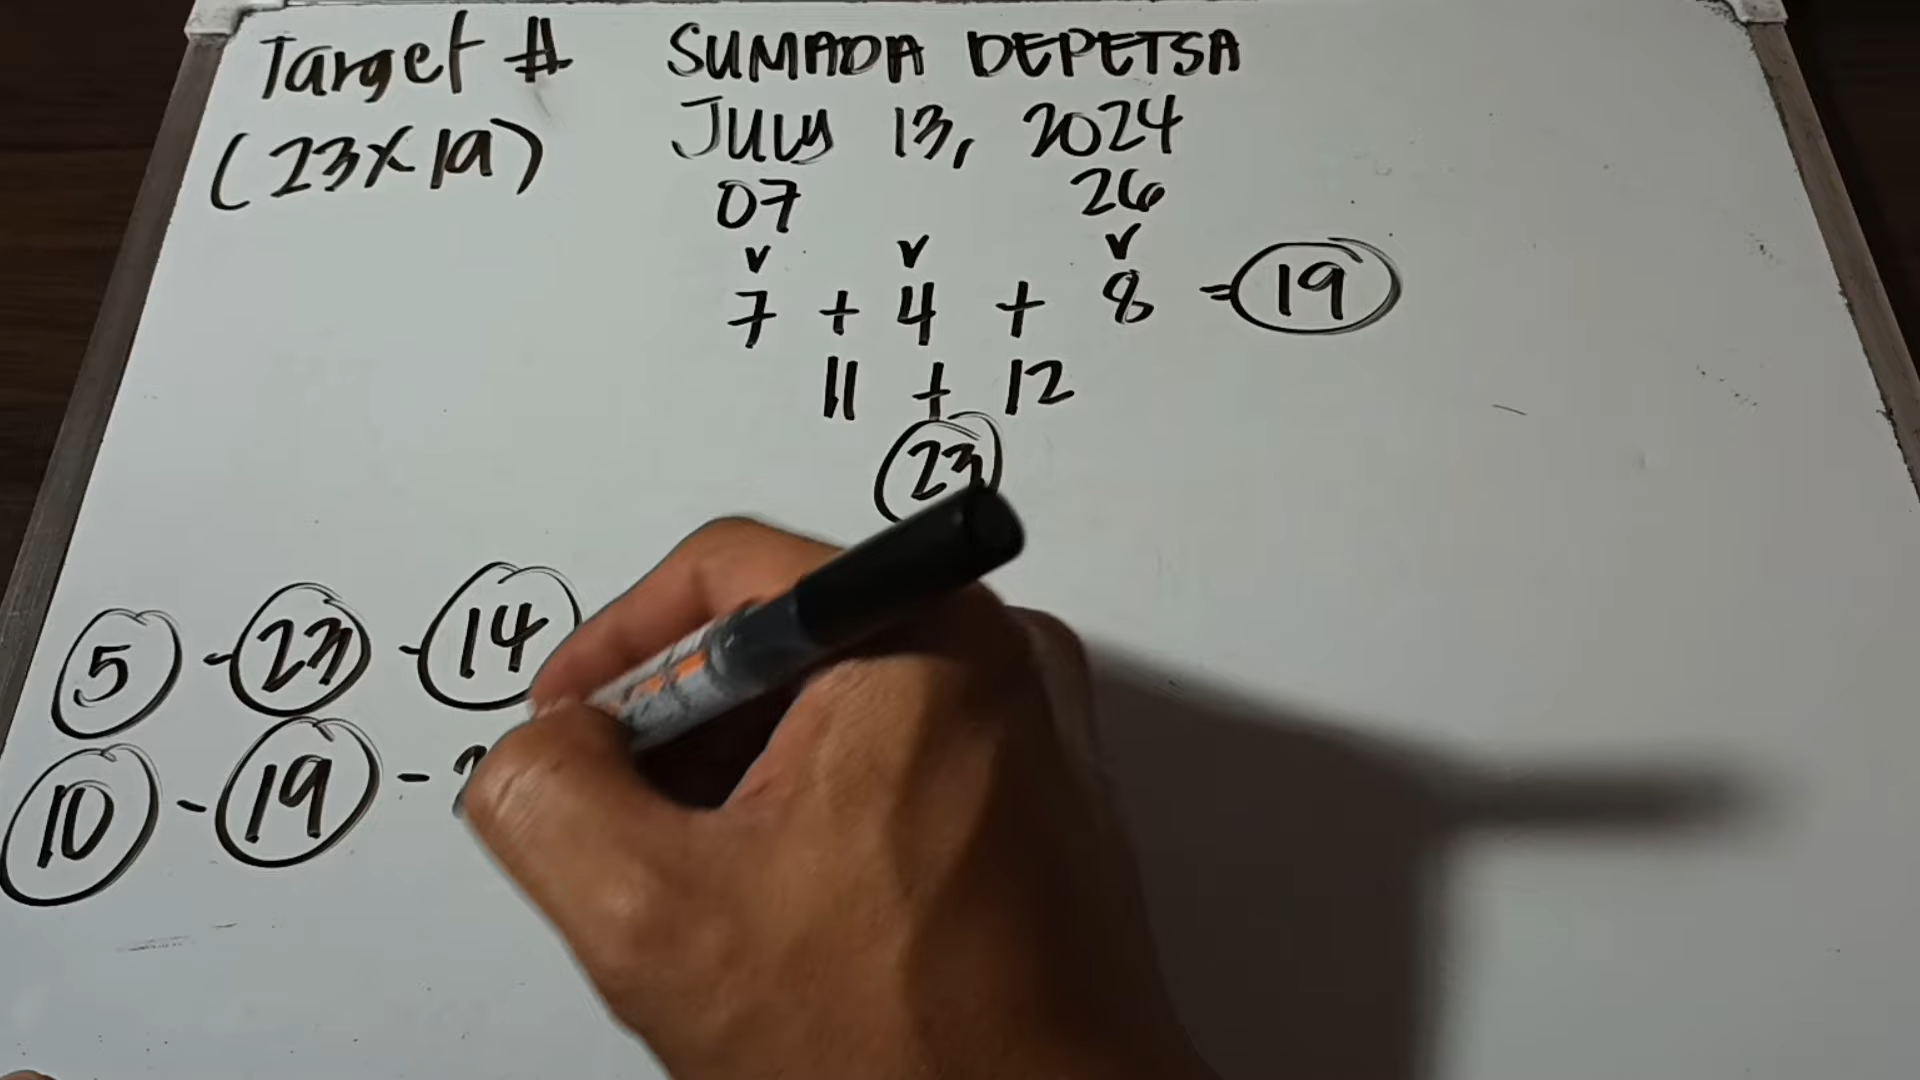 Target # SUMADA DEPETSA
(23x19) JULY 13, 2024
07 26
v v v
7 + 4 + 8 = 19
11 + 12
23
5 - 23 - 14
10 - 19 -